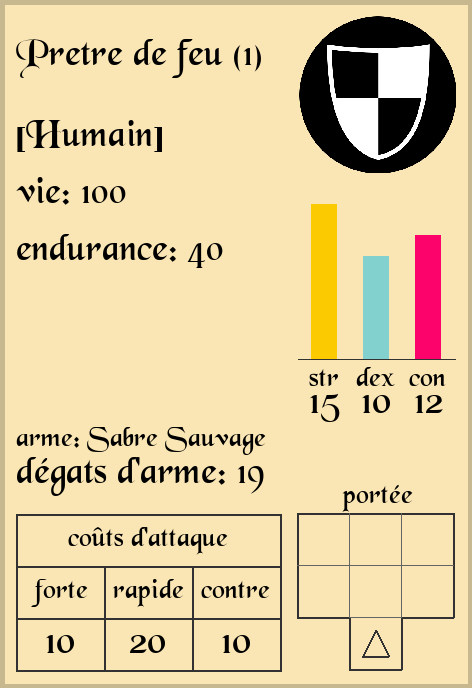 Pretre de feu (1)
[Humain]
vie: 100
endurance: 40
str dex con
15 10 12
arme: Sabre Sauvage
dégats d'arme: 19
portée
coûts d'attaque
forte rapide contre
10 20 10